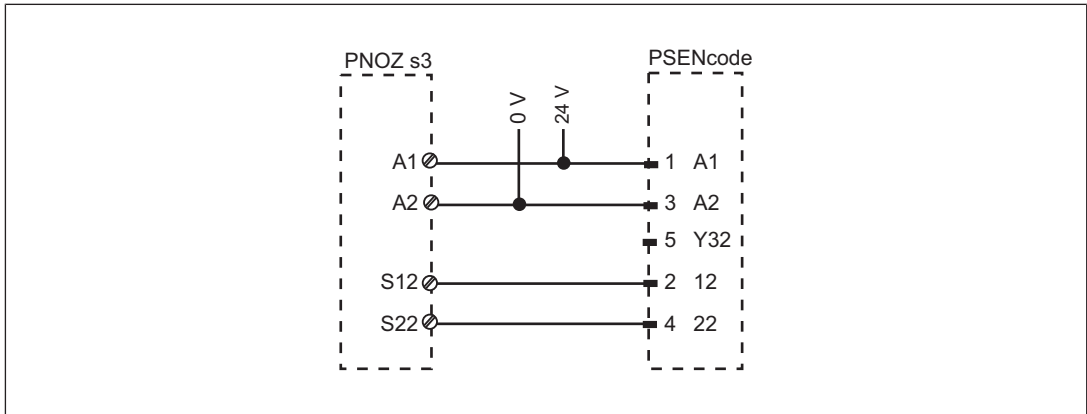 PNOZ s3
PSENcode
0 V
24 V
A1
1 A1
A2
3 A2
5 Y32
S12
2 12
S22
4 22